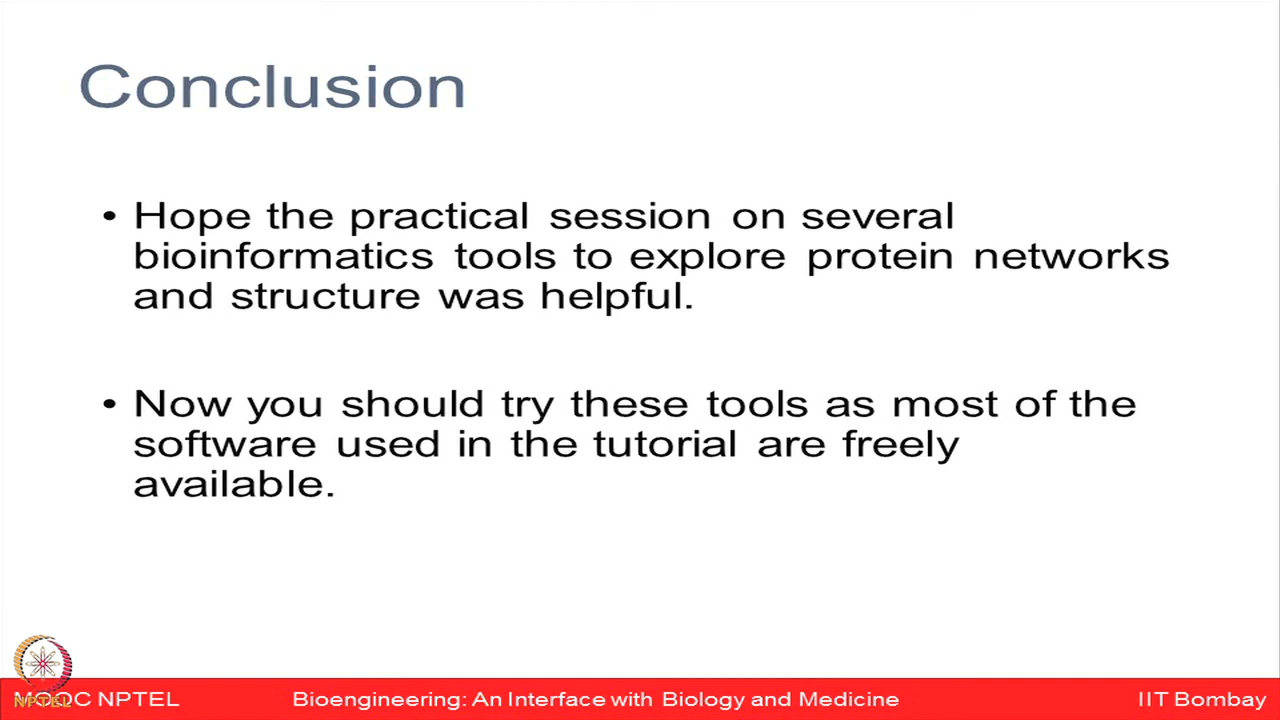 Conclusion
• Hope the practical session on several
bioinformatics tools to explore protein networks
and structure was helpful.
• Now you should try these tools as most of the
software used in the tutorial are freely
available.
MOOC NPTEL Bioengineering: An Interface with Biology and Medicine IIT Bombay
NPTEL